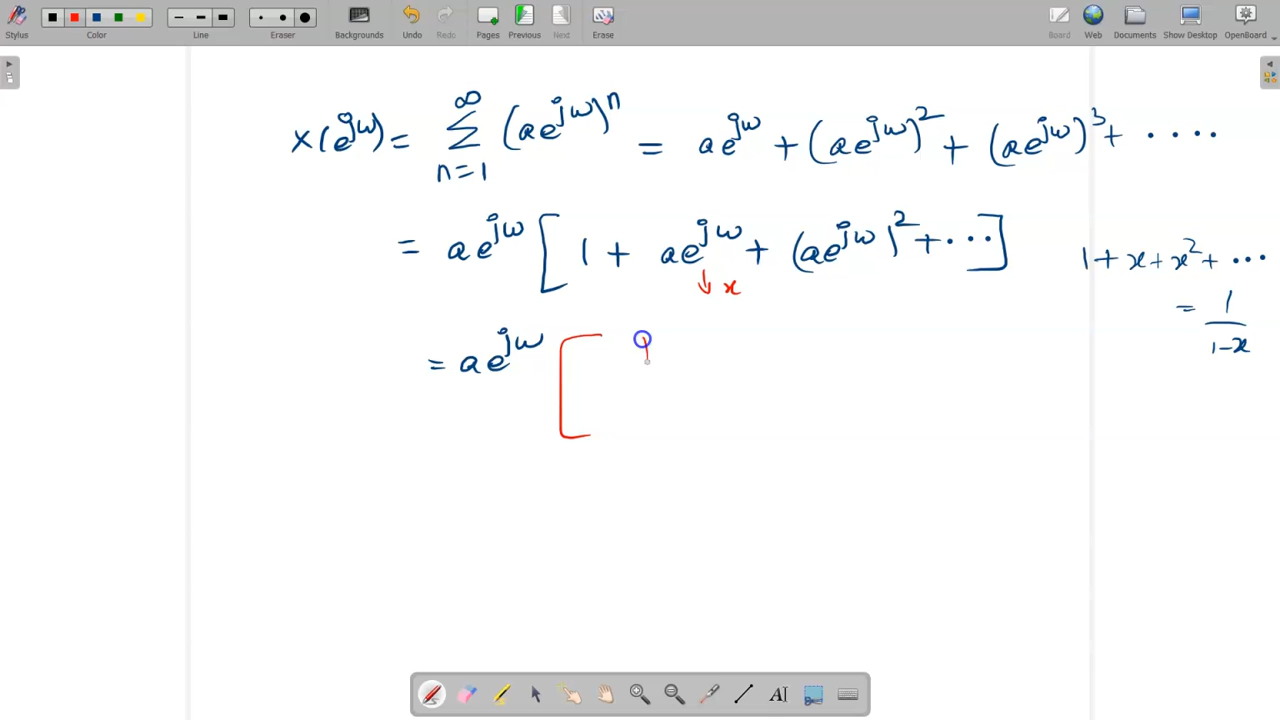 Stylus Color Line Eraser Backgrounds Undo Redo Pages Previous Next Erase Board Web Documents Show Desktop OpenBoard
X(e^{jω}) = ∑_{n=1}^{∞} (ae^{jω})^n = ae^{jω} + (ae^{jω})^2 + (ae^{jω})^3 + ....
= ae^{jω} [ 1 + ae^{jω} + (ae^{jω})^2 + ... ]
↓ x
1 + x + x^2 + ...
= 1/(1-x)
= ae^{jω} [ 1